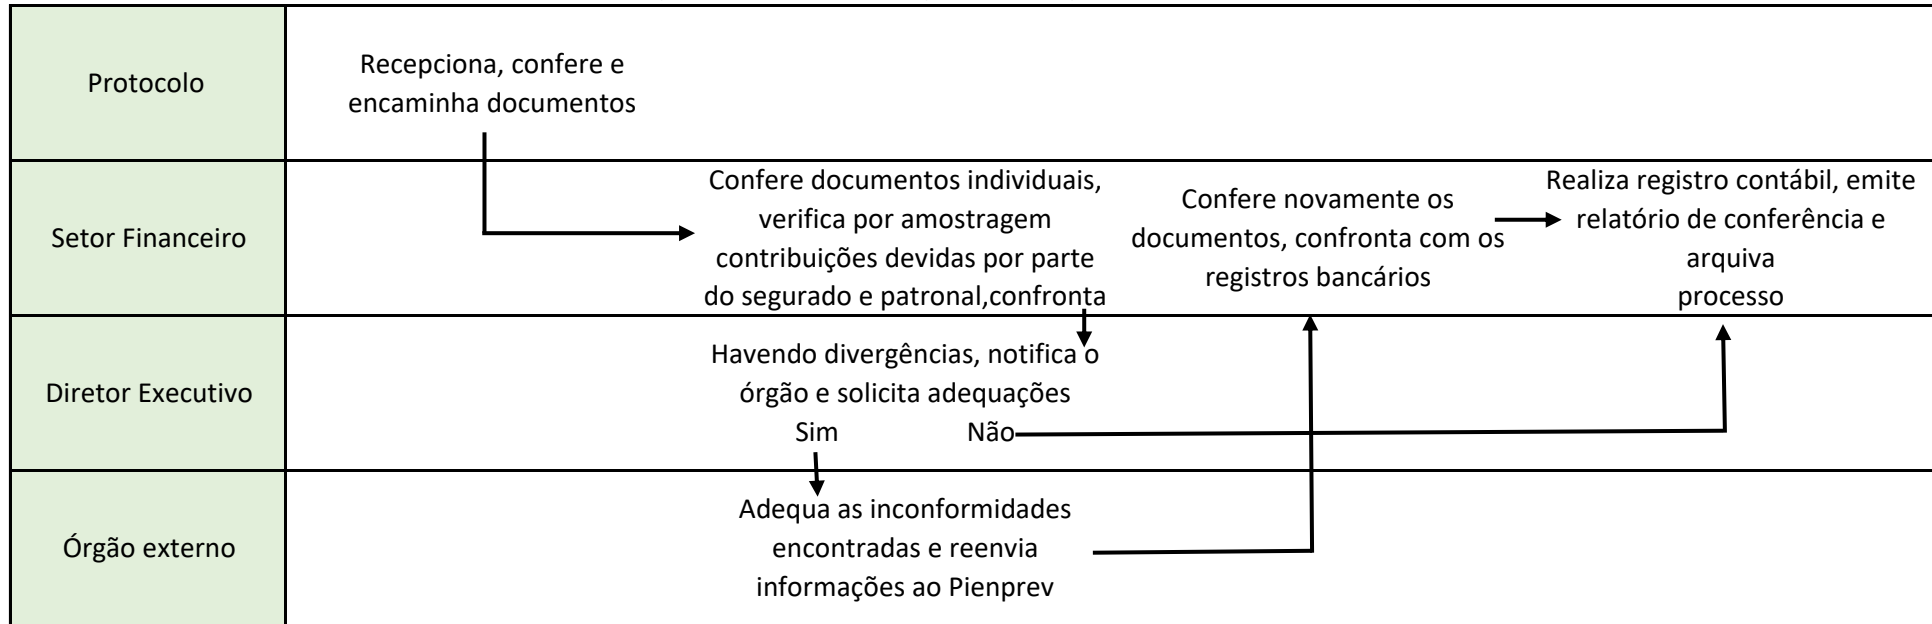 Protocolo
Recepciona, confere e
encaminha documentos
Setor Financeiro
Confere documentos individuais,
verifica por amostragem
contribuições devidas por parte
do segurado e patronal,confronta
Confere novamente os
documentos, confronta com os
registros bancários
Realiza registro contábil, emite
relatório de conferência e
arquiva
processo
Diretor Executivo
Havendo divergências, notifica o
órgão e solicita adequações
Sim Não
Órgão externo
Adequa as inconformidades
encontradas e reenvia
informações ao Pienprev